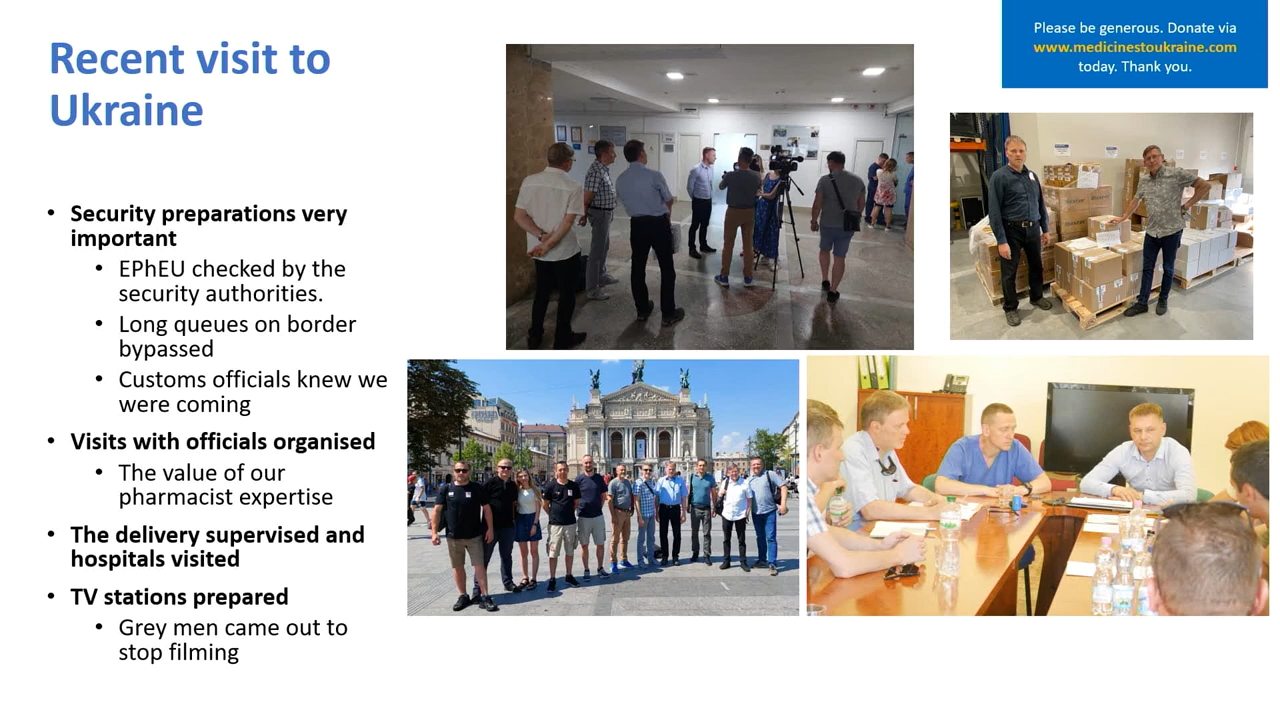 Recent visit to
Ukraine
Please be generous. Donate via
www.medicinestoukraine.com
today. Thank you.
• Security preparations very
important
• EPhEU checked by the
security authorities.
• Long queues on border
bypassed
• Customs officials knew we
were coming
• Visits with officials organised
• The value of our
pharmacist expertise
• The delivery supervised and
hospitals visited
• TV stations prepared
• Grey men came out to
stop filming